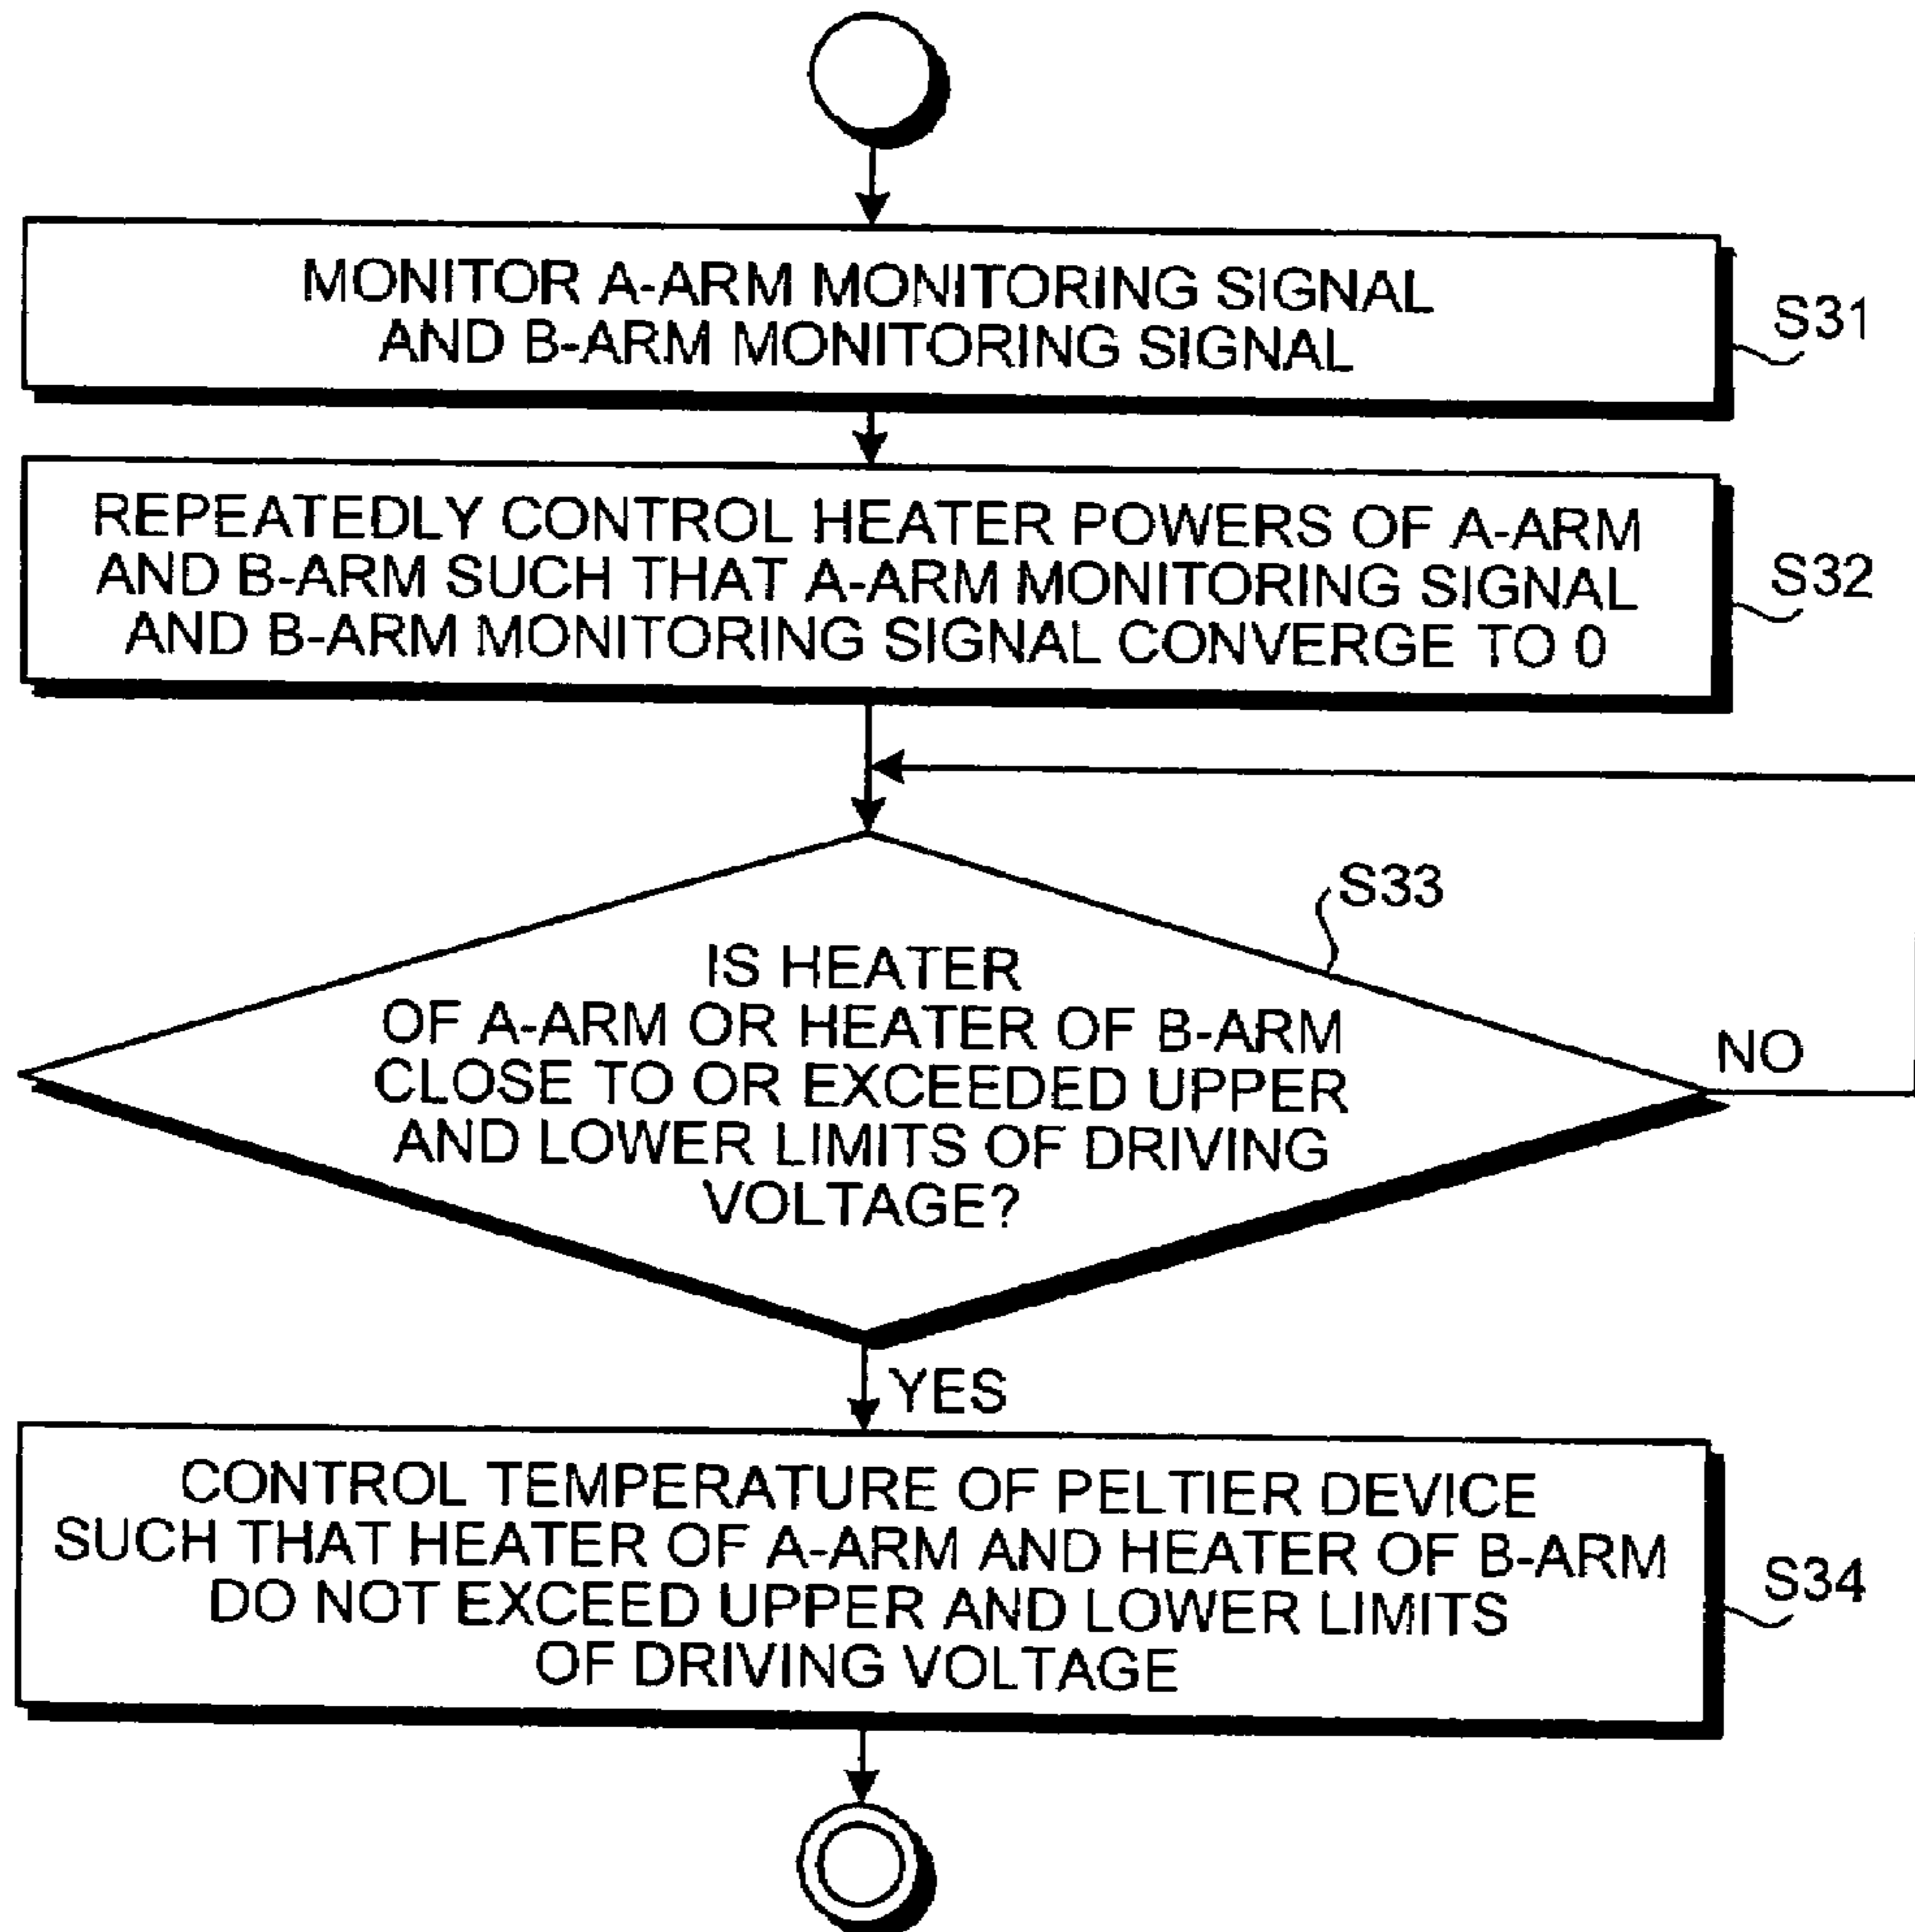 MONITOR A-ARM MONITORING SIGNAL
AND B-ARM MONITORING SIGNAL
S31
REPEATEDLY CONTROL HEATER POWERS OF A-ARM
AND B-ARM SUCH THAT A-ARM MONITORING SIGNAL
AND B-ARM MONITORING SIGNAL CONVERGE TO 0
S32
S33
IS HEATER
OF A-ARM OR HEATER OF B-ARM
CLOSE TO OR EXCEEDED UPPER
AND LOWER LIMITS OF DRIVING
VOLTAGE?
NO
YES
CONTROL TEMPERATURE OF PELTIER DEVICE
SUCH THAT HEATER OF A-ARM AND HEATER OF B-ARM
DO NOT EXCEED UPPER AND LOWER LIMITS
OF DRIVING VOLTAGE
S34